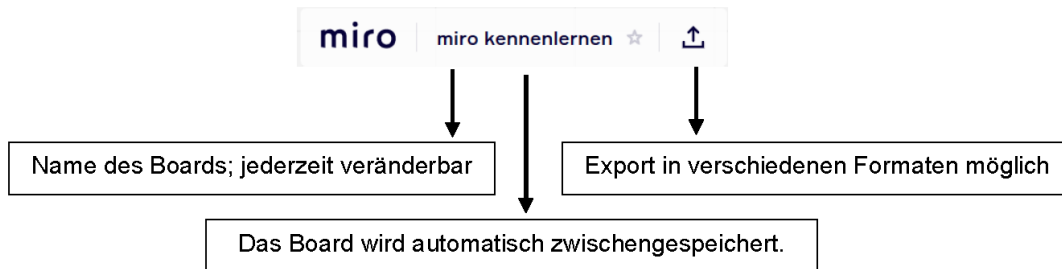 miro miro kennenlernen
Name des Boards; jederzeit veränderbar
Export in verschiedenen Formaten möglich
Das Board wird automatisch zwischengespeichert.